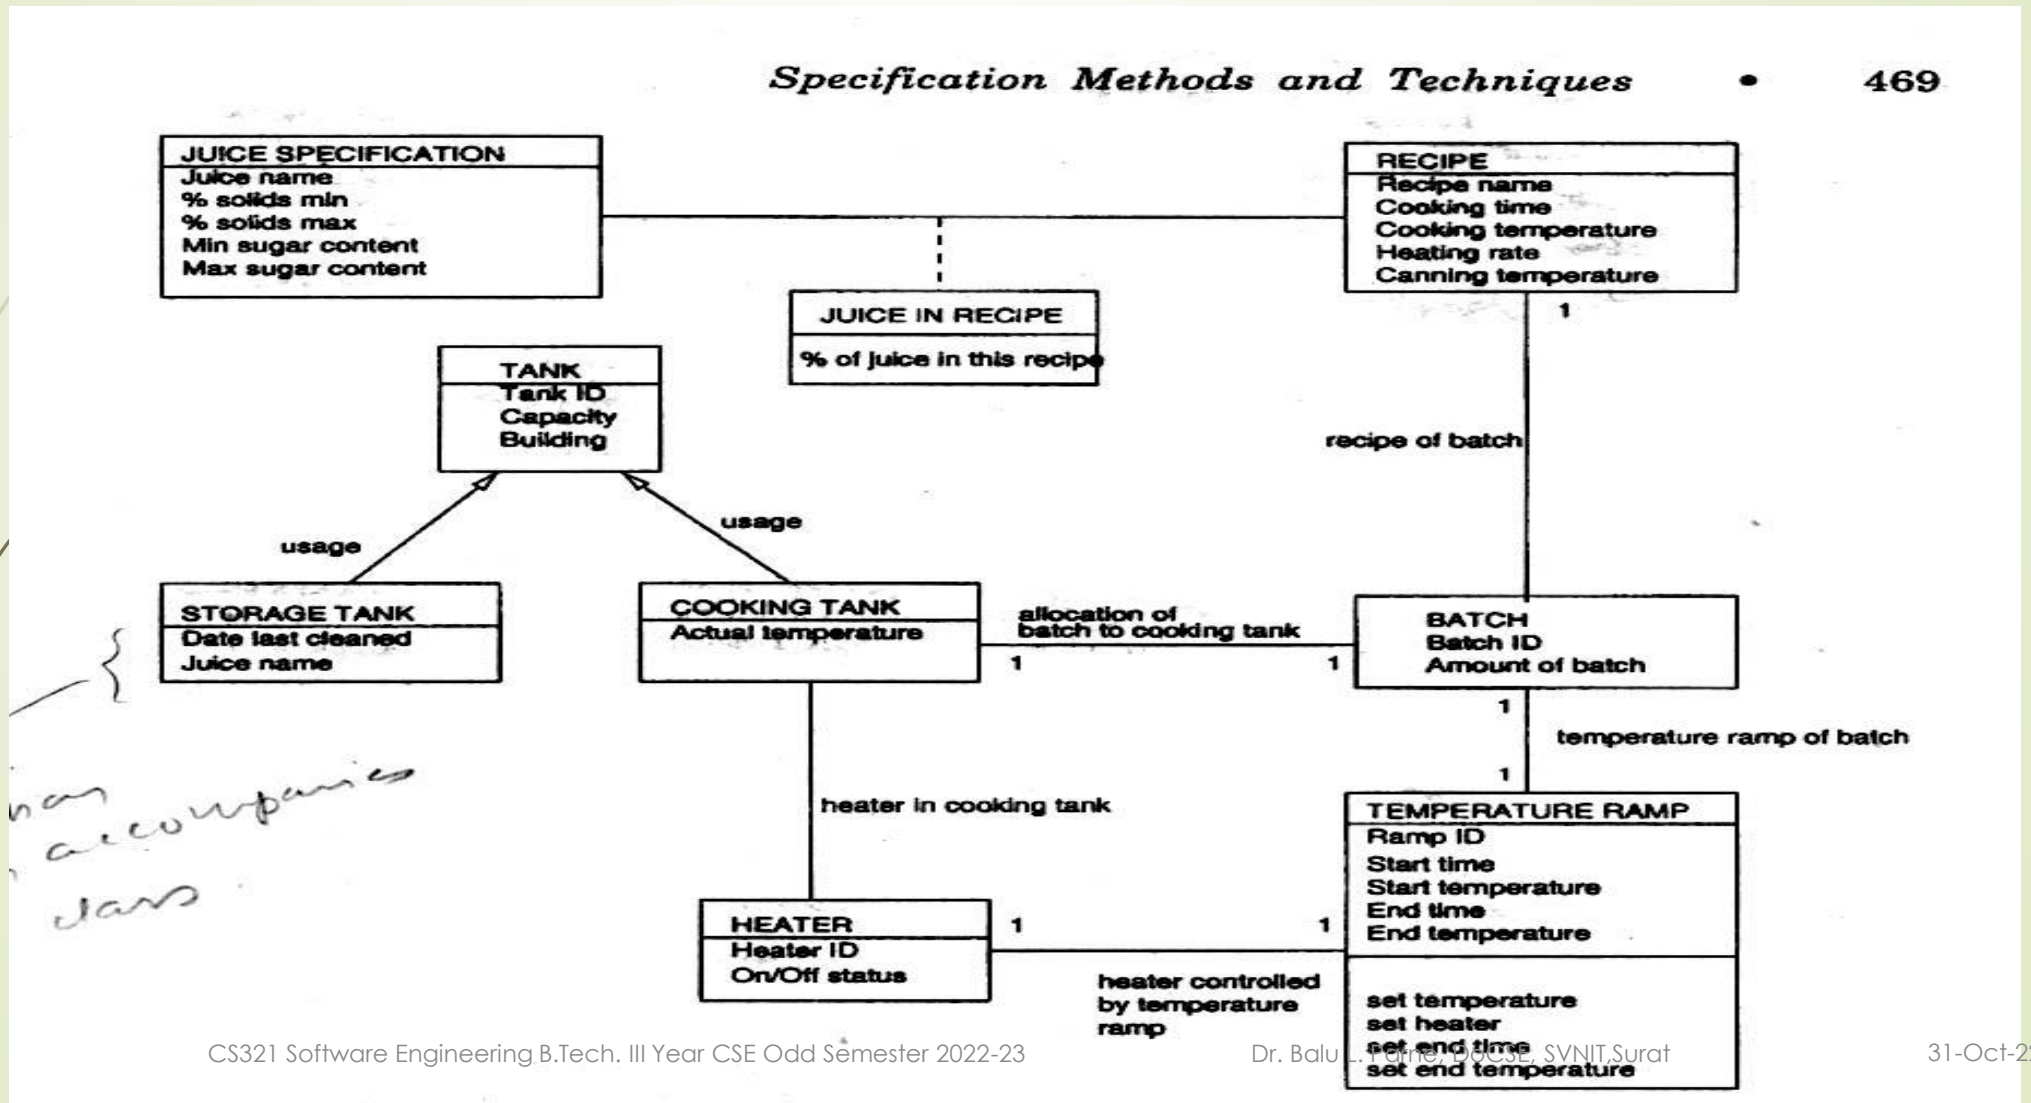 Specification Methods and Techniques • 469
JUICE SPECIFICATION
Juice name
% solids min
% solids max
Min sugar content
Max sugar content
RECIPE
Recipe name
Cooking time
Cooking temperature
Heating rate
Canning temperature
1
JUICE IN RECIPE
% of juice in this recipe
TANK
Tank ID
Capacity
Building
recipe of batch
usage
usage
STORAGE TANK
Date last cleaned
Juice name
COOKING TANK
Actual temperature
allocation of
batch to cooking tank
1
1
BATCH
Batch ID
Amount of batch
1
temperature ramp of batch
1
accompanies
class
heater in cooking tank
TEMPERATURE RAMP
Ramp ID
Start time
Start temperature
End time
End temperature
set temperature
set heater
set end time
set end temperature
HEATER
Heater ID
On/Off status
1
1
heater controlled
by temperature
ramp
CS321 Software Engineering B.Tech. III Year CSE Odd Semester 2022-23
Dr. Balu L. DoCSE, SVNIT,Surat
31-Oct-22